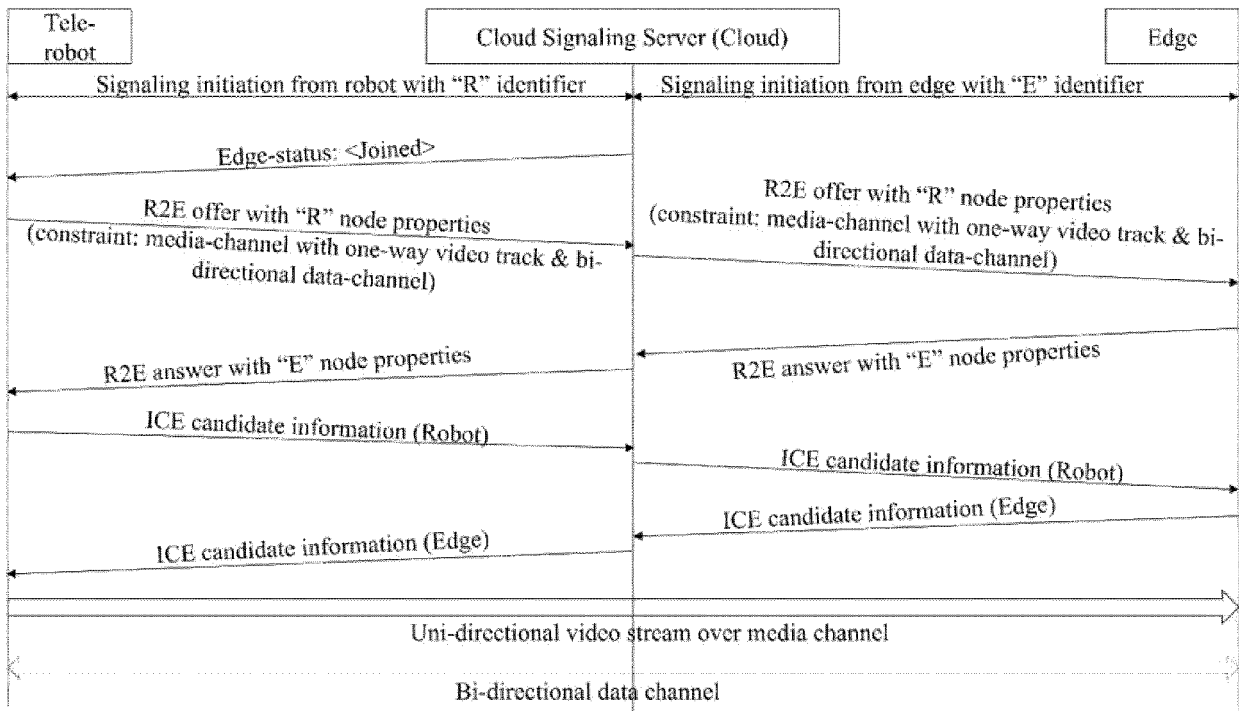 Tele-
robot
Cloud Signaling Server (Cloud)
Edge
Signaling initiation from robot with “R” identifier
Signaling initiation from edge with “E” identifier
Edge-status: <Joined>
R2E offer with “R” node properties
(constraint: media-channel with one-way video track & bi-
directional data-channel)
R2E offer with “R” node properties
(constraint: media-channel with one-way video track & bi-
directional data-channel)
R2E answer with “E” node properties
R2E answer with “E” node properties
ICE candidate information (Robot)
ICE candidate information (Robot)
ICE candidate information (Edge)
ICE candidate information (Edge)
Uni-directional video stream over media channel
Bi-directional data channel